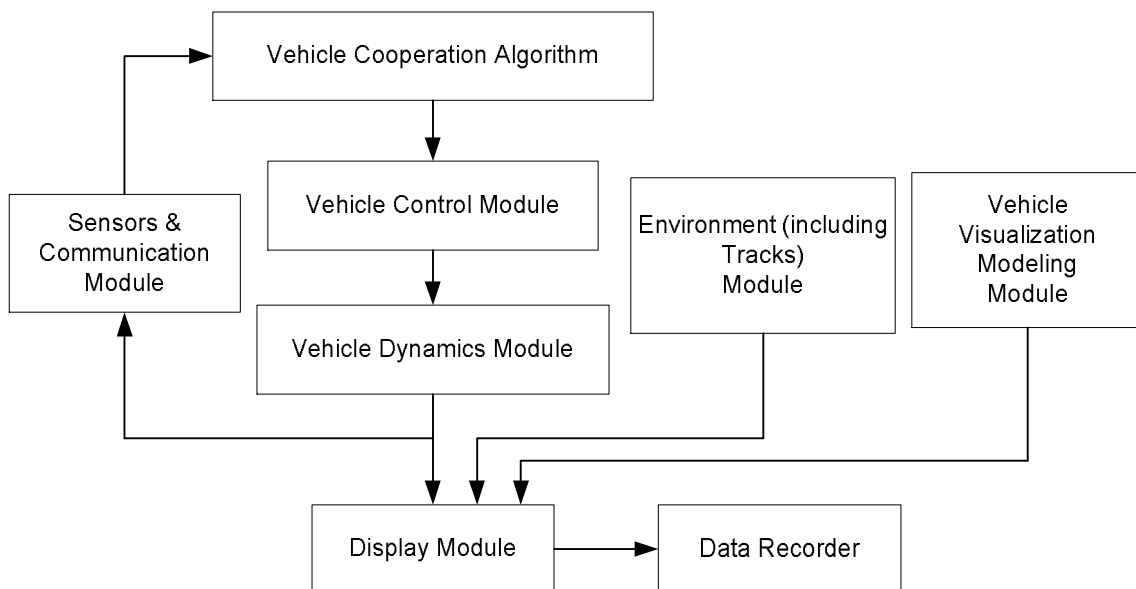 Vehicle Cooperation Algorithm
Vehicle Control Module
Sensors &
Communication
Module
Environment (including
Tracks)
Module
Vehicle
Visualization
Modeling
Module
Vehicle Dynamics Module
Display Module
Data Recorder